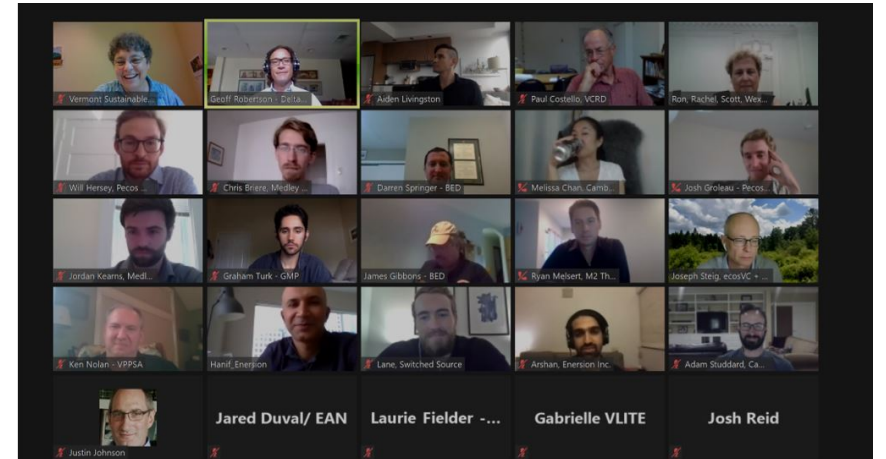 Vermont Sustainable...
Geoff Robertson - Delta...
Aiden Livingston
Paul Costello, VCRD
Ron, Rachel, Scott, Wex...
Will Hersey, Pecos ...
Chris Briere, Medley ...
Darren Springer - BED
Melissa Chan, Camb...
Josh Groleau - Pecos...
Jordan Kearns, Medl...
Graham Turk - GMP
James Gibbons - BED
Ryan Melsert, M2 Th...
Joseph Steig, ecosVC + ...
Ken Nolan - VPPSA
Hanif_Enersion
Lane, Switched Source
Arshan, Enersion Inc.
Adam Studdard, Ca...
Justin Johnson
Jared Duval/ EAN
Laurie Fielder -...
Gabrielle VLITE
Josh Reid